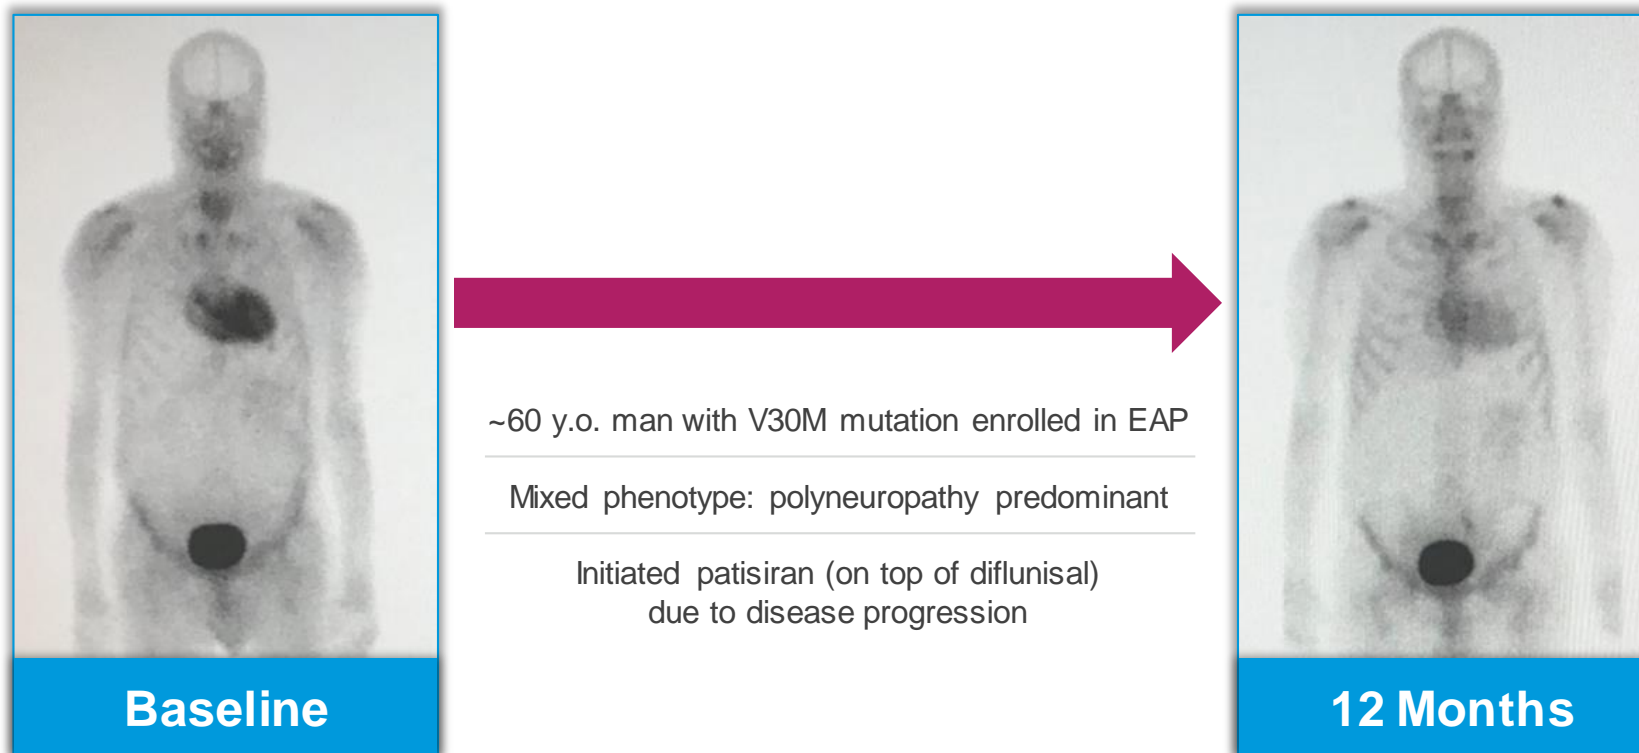 ~60 y.o. man with V30M mutation enrolled in EAP
Mixed phenotype: polyneuropathy predominant
Initiated patisiran (on top of diflunisal)
due to disease progression
Baseline
12 Months